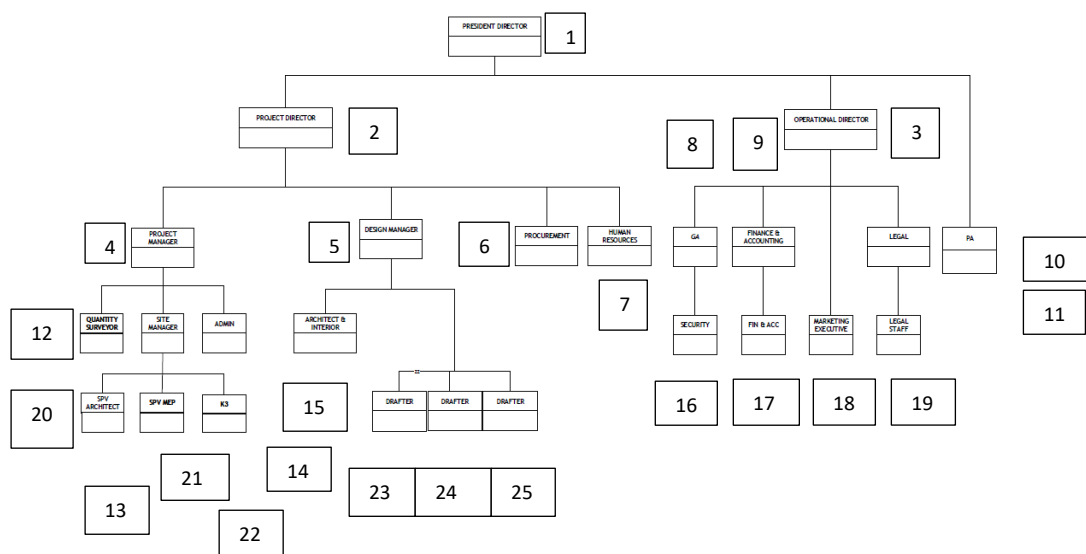 PRESIDENT DIRECTOR
1
PROJECT DIRECTOR
2
8
9
OPERATIONAL DIRECTOR
3
PROJECT
MANAGER
4
DESIGN MANAGER
5
6
PROCUREMENT
HUMAN
RESOURCES
7
GA
FINANCE &
ACCOUNTING
LEGAL
PA
10
11
12
QUANTITY
SURVEYOR
SITE
MANAGER
ADMIN
ARCHITECT &
INTERIOR
SECURITY
FIN & ACC
MARKETING
EXECUTIVE
LEGAL
STAFF
20
SPV
ARCHITECT
SPV MEP
K3
15
DRAFTER
DRAFTER
DRAFTER
16
17
18
19
13
21
22
14
23
24
25